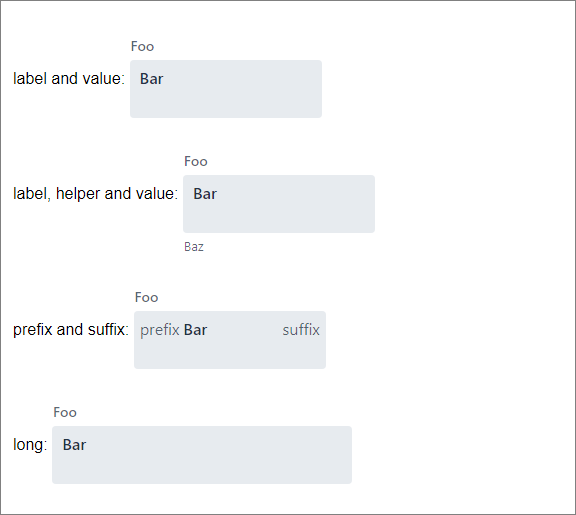 Foo
label and value: Bar
Foo
label, helper and value: Bar
Baz
Foo
prefix and suffix: prefix Bar suffix
Foo
long: Bar